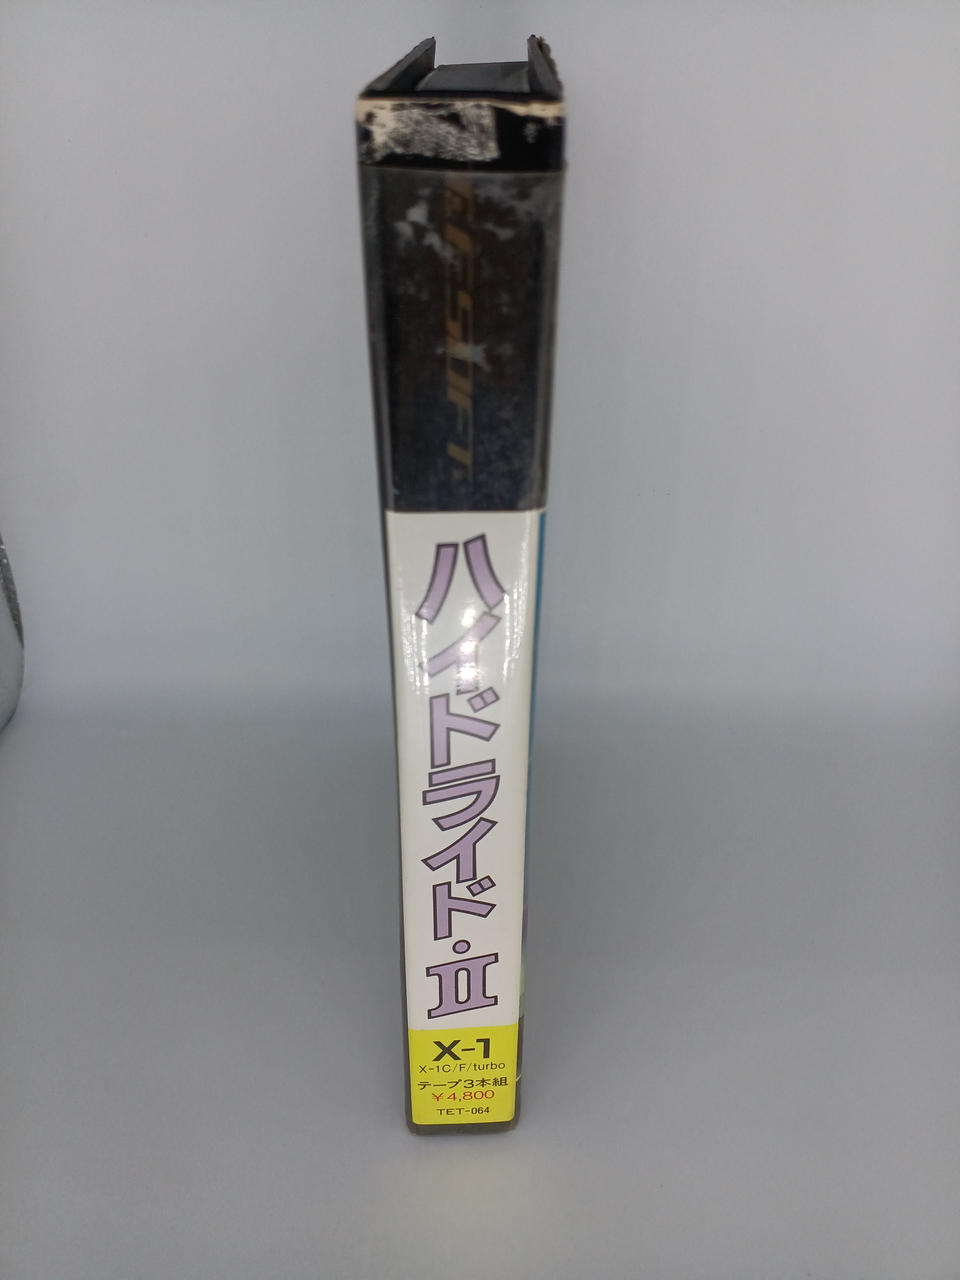 T&ESOFT
ハイドライド・II
X-1
X-1C/F/turbo
テープ3本組
￥4,800
TET-064